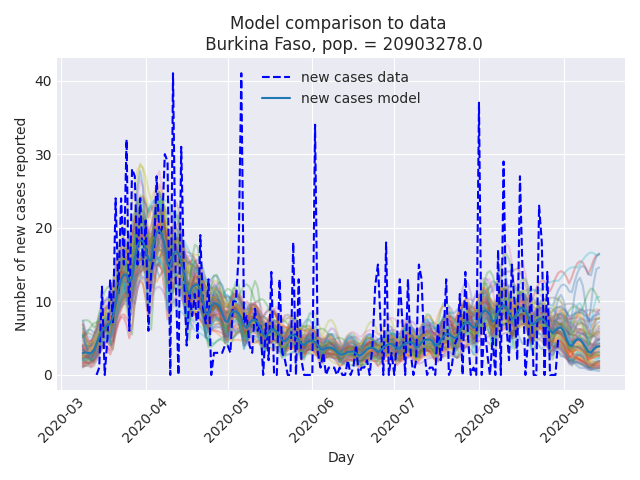 Model comparison to data
Burkina Faso, pop. = 20903278.0
new cases data
new cases model
Number of new cases reported
40
30
20
10
0
2020-03
2020-04
2020-05
2020-06
2020-07
2020-08
2020-09
Day